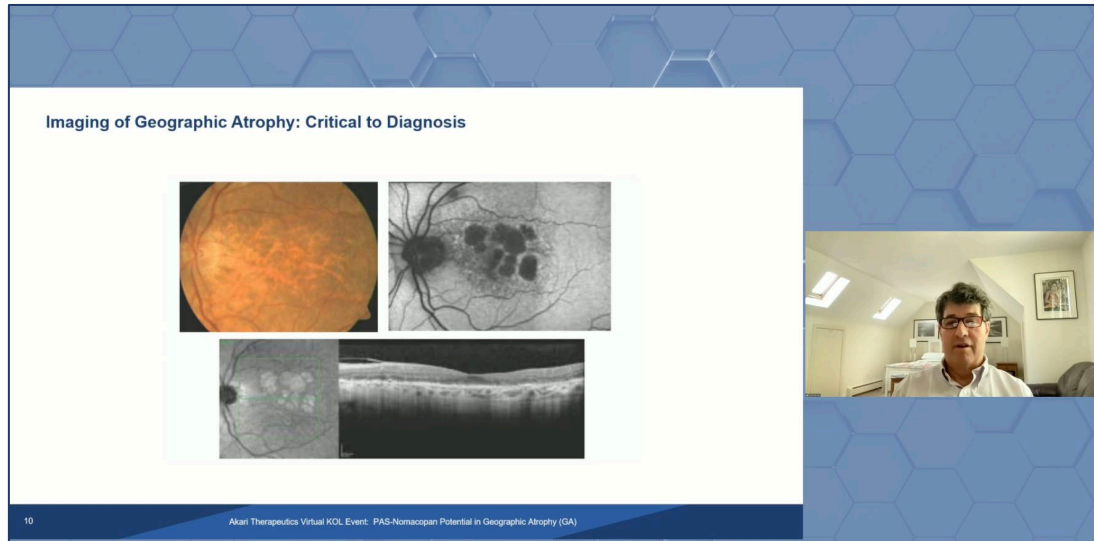 Imaging of Geographic Atrophy: Critical to Diagnosis
10
Akari Therapeutics Virtual KOL Event: PAS-Nomacopan Potential in Geographic Atrophy (GA)